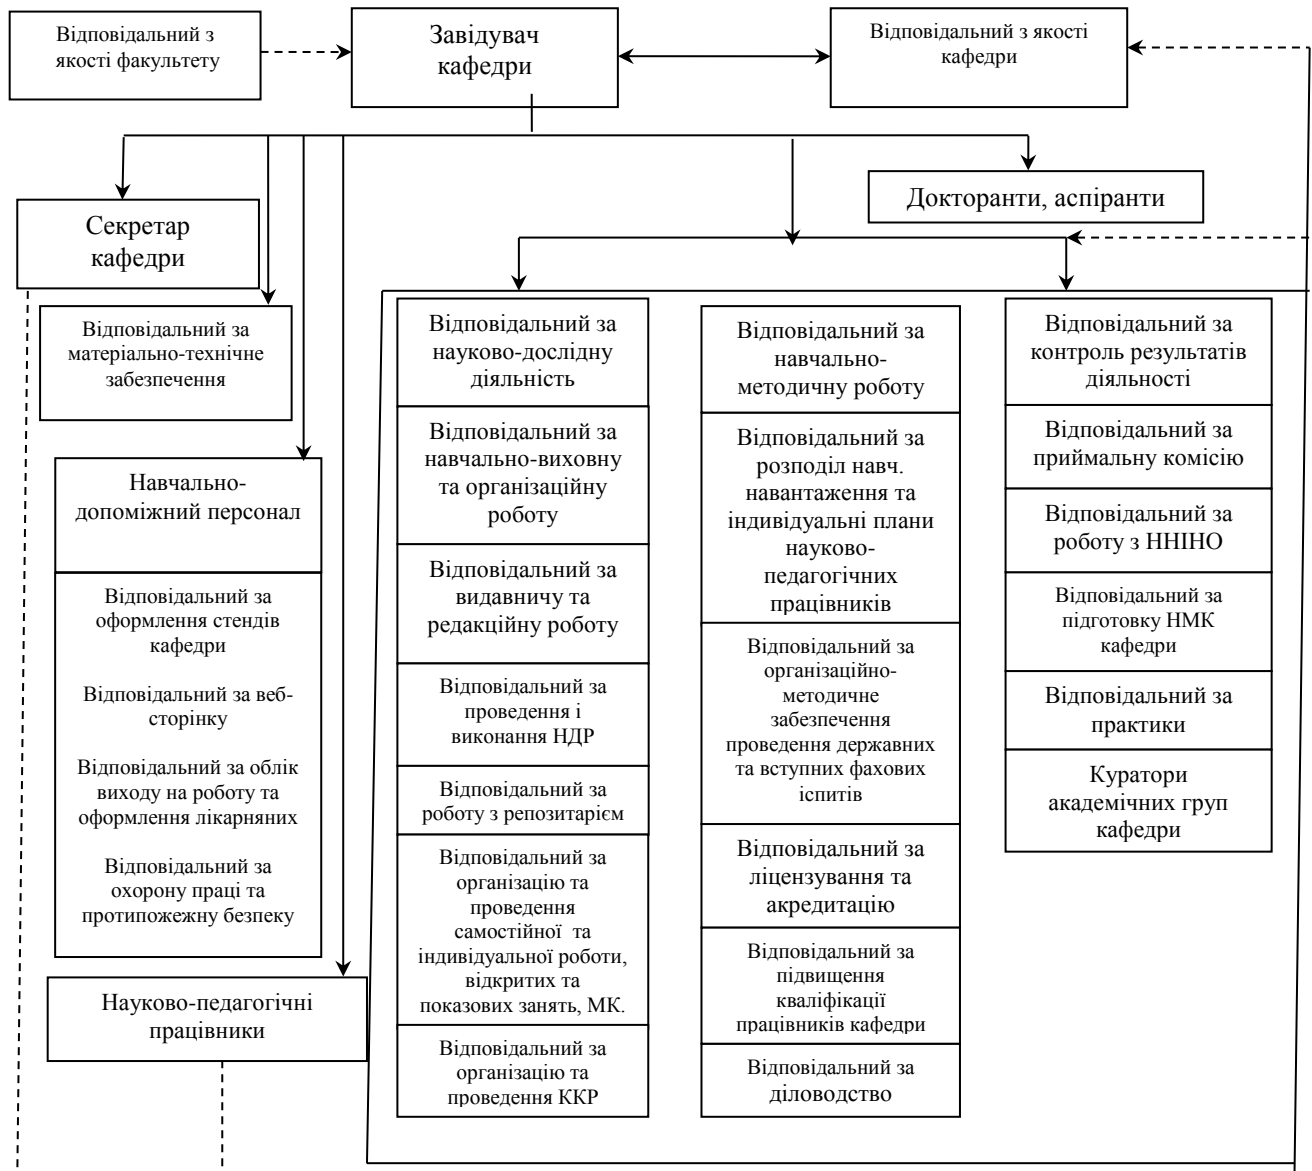 Відповідальний з
якості факультету
Завідувач
кафедри
Відповідальний з якості
кафедри
Докторанти, аспіранти
Секретар
кафедри
Відповідальний за
матеріально-технічне
забезпечення
Навчально-
допоміжний персонал
Відповідальний за
оформлення стендів
кафедри
Відповідальний за веб-
сторінку
Відповідальний за облік
виходу на роботу та
оформлення лікарняних
Відповідальний за
охорону праці та
протипожежну безпеку
Науково-педагогічні
працівники
Відповідальний за
науково-дослідну
діяльність
Відповідальний за
навчально-виховну
та організаційну
роботу
Відповідальний за
видавничу та
редакційну роботу
Відповідальний за
проведення і
виконання НДР
Відповідальний за
роботу з репозитарієм
Відповідальний за
організацію та
проведення
самостійної та
індивідуальної роботи,
відкритих та
показових занять, МК.
Відповідальний за
організацію та
проведення ККР
Відповідальний за
навчально-
методичну роботу
Відповідальний за
розподіл навч.
навантаження та
індивідуальні плани
науково-
педагогічних
працівників
Відповідальний за
організаційно-
методичне
забезпечення
проведення державних
та вступних фахових
іспитів
Відповідальний за
ліцензування та
акредитацію
Відповідальний за
підвищення
кваліфікації
працівників кафедри
Відповідальний за
діловодство
Відповідальний за
контроль результатів
діяльності
Відповідальний за
приймальну комісію
Відповідальний за
роботу з ННІНО
Відповідальний за
підготовку НМК
кафедри
Відповідальний за
практики
Куратори
академічних груп
кафедри